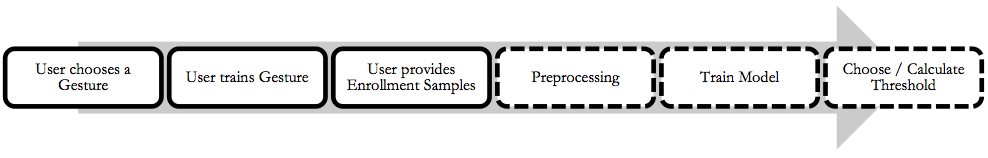 User chooses a
Gesture
User trains Gesture
User provides
Enrollment Samples
Preprocessing
Train Model
Choose / Calculate
Threshold